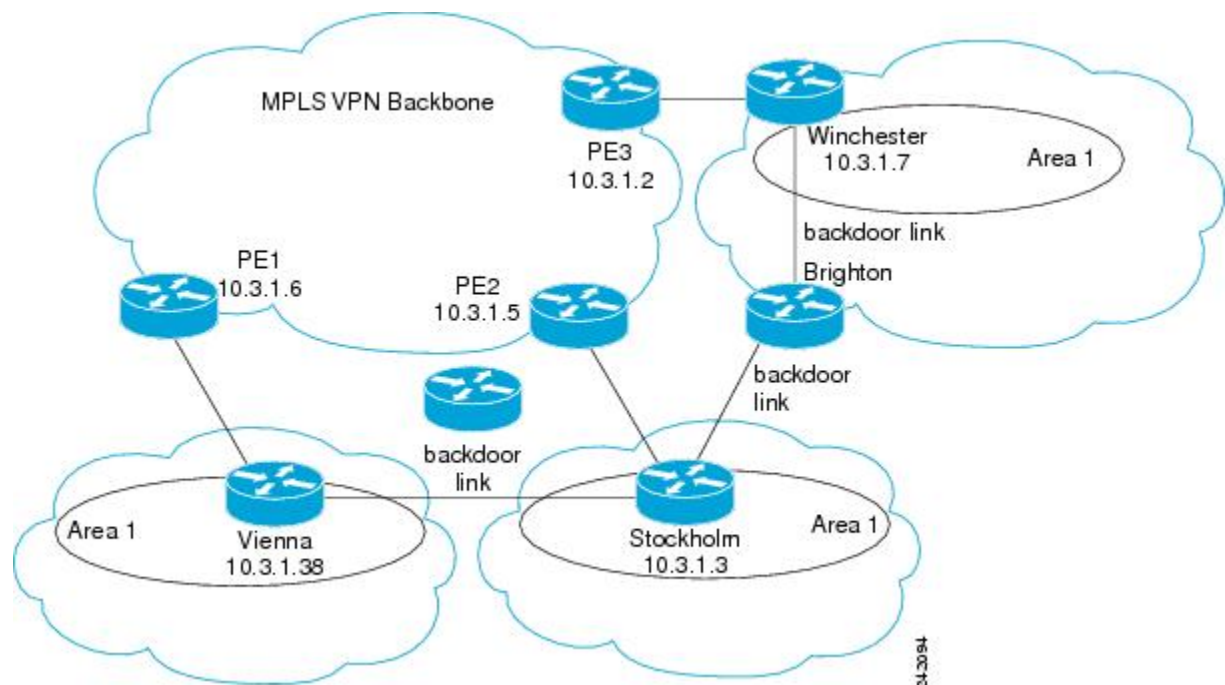 MPLS VPN Backbone
PE3
10.3.1.2
Winchester
10.3.1.7
Area 1
backdoor link
Brighton
PE1
10.3.1.6
PE2
10.3.1.5
backdoor
link
backdoor
link
Area 1
Vienna
10.3.1.38
Stockholm
10.3.1.3
Area 1